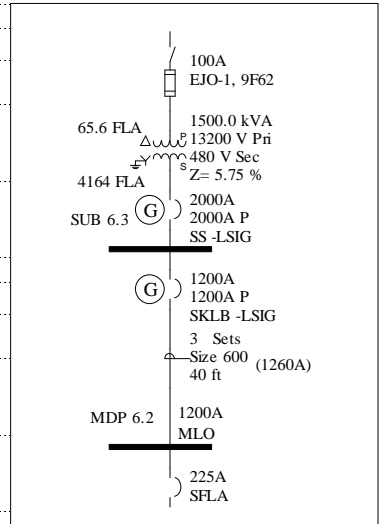 100A
EJO-1, 9F62
65.6 FLA
1500.0 kVA
P
13200 V Pri
480 V Sec
S
Z= 5.75 %
4164 FLA
G
2000A
2000A P
SS -LSIG
SUB 6.3
G
1200A
1200A P
SKLB -LSIG
3 Sets
Size 600
(1260A)
40 ft
MDP 6.2
1200A
MLO
225A
SFLA